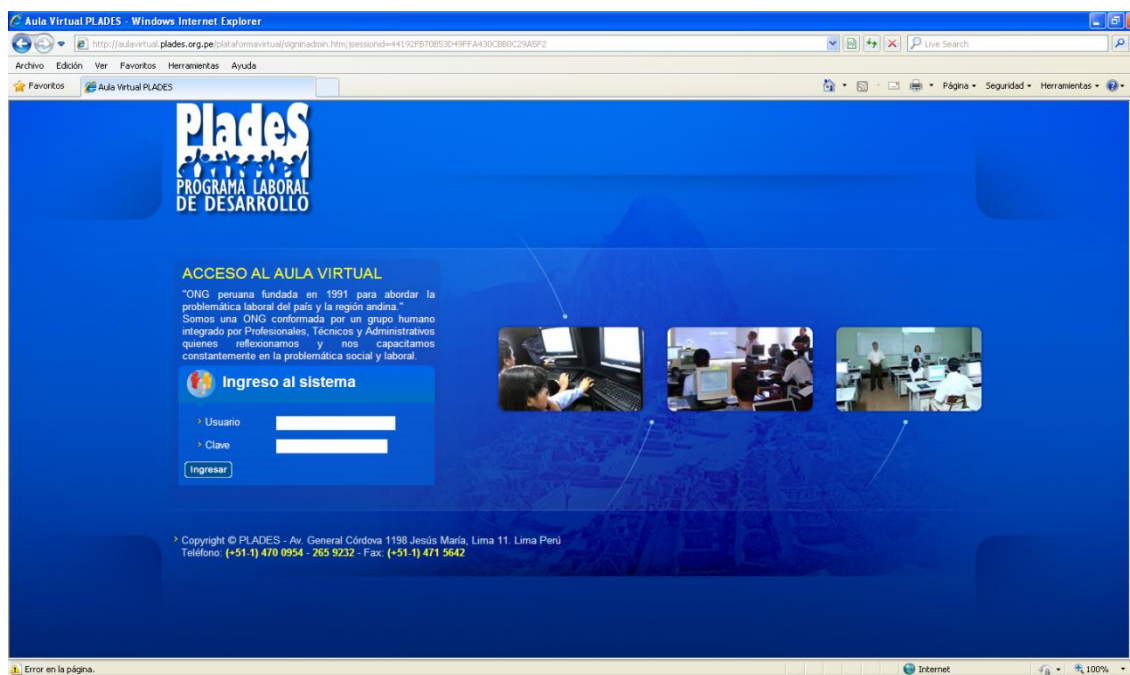 Aula Virtual PLADES - Windows Internet Explorer
http://aulavirtual.plades.org.pe/plataformavirtual/signinadmin.htm;jsessionid=44192FB70B53D49FFA430CBB0C29A5F2
Live Search
Archivo Edición Ver Favoritos Herramientas Ayuda
Favoritos Aula Virtual PLADES Página Seguridad Herramientas
PladeS
PROGRAMA LABORAL
DE DESARROLLO
ACCESO AL AULA VIRTUAL
"ONG peruana fundada en 1991 para abordar la
problemática laboral del país y la región andina."
Somos una ONG conformada por un grupo humano
integrado por Profesionales, Técnicos y Administrativos
quienes reflexionamos y nos capacitamos
constantemente en la problemática social y laboral.
Ingreso al sistema
Usuario
Clave
Ingresar
Copyright © PLADES - Av. General Córdova 1198 Jesús María, Lima 11. Lima Perú
Teléfono: (+51-1) 470 0954 - 265 9232 - Fax: (+51-1) 471 5642
Error en la página. Internet 100%